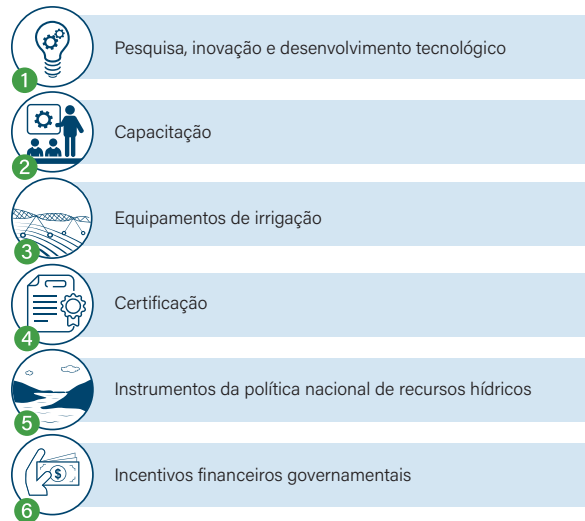 1 Pesquisa, inovação e desenvolvimento tecnológico
2 Capacitação
3 Equipamentos de irrigação
4 Certificação
5 Instrumentos da política nacional de recursos hídricos
$
6 Incentivos financeiros governamentais